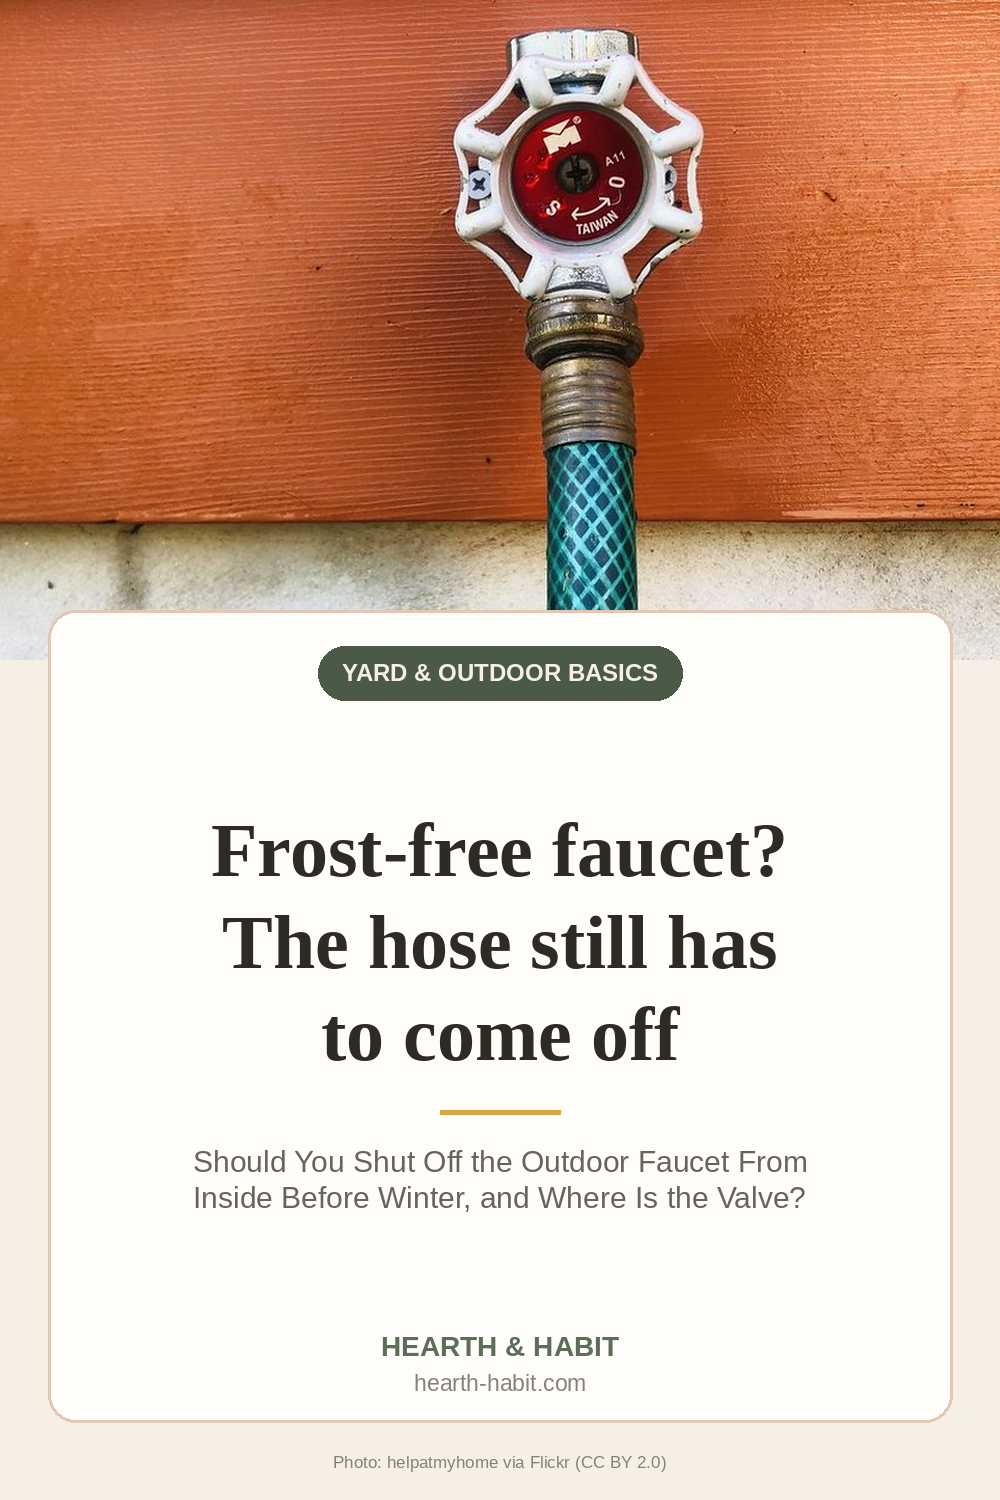 M®
A11
S O
TAIWAN
YARD & OUTDOOR BASICS
Frost-free faucet?
The hose still has
to come off
Should You Shut Off the Outdoor Faucet From
Inside Before Winter, and Where Is the Valve?
HEARTH & HABIT
hearth-habit.com
Photo: helpatmyhome via Flickr (CC BY 2.0)